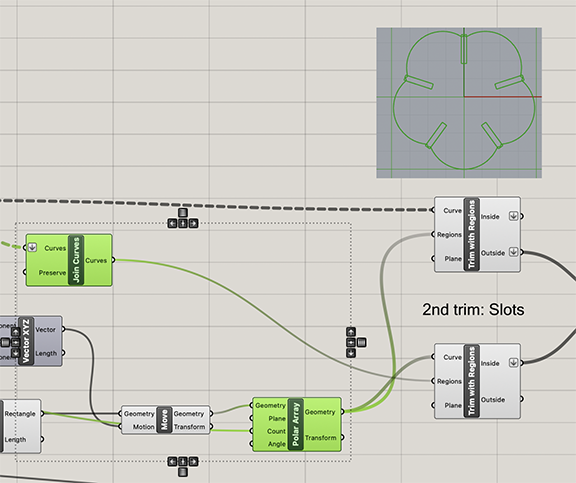 Curve
Regions
Plane
Trim with Regions
Inside
Outside
Curves
Preserve
Join Curves
Curves
2nd trim: Slots
Vector XYZ
Vector
Length
Curve
Regions
Plane
Trim with Regions
Inside
Outside
Rectangle
Length
Geometry
Motion
Move
Geometry
Transform
Geometry
Plane
Count
Angle
Polar Array
Geometry
Transform